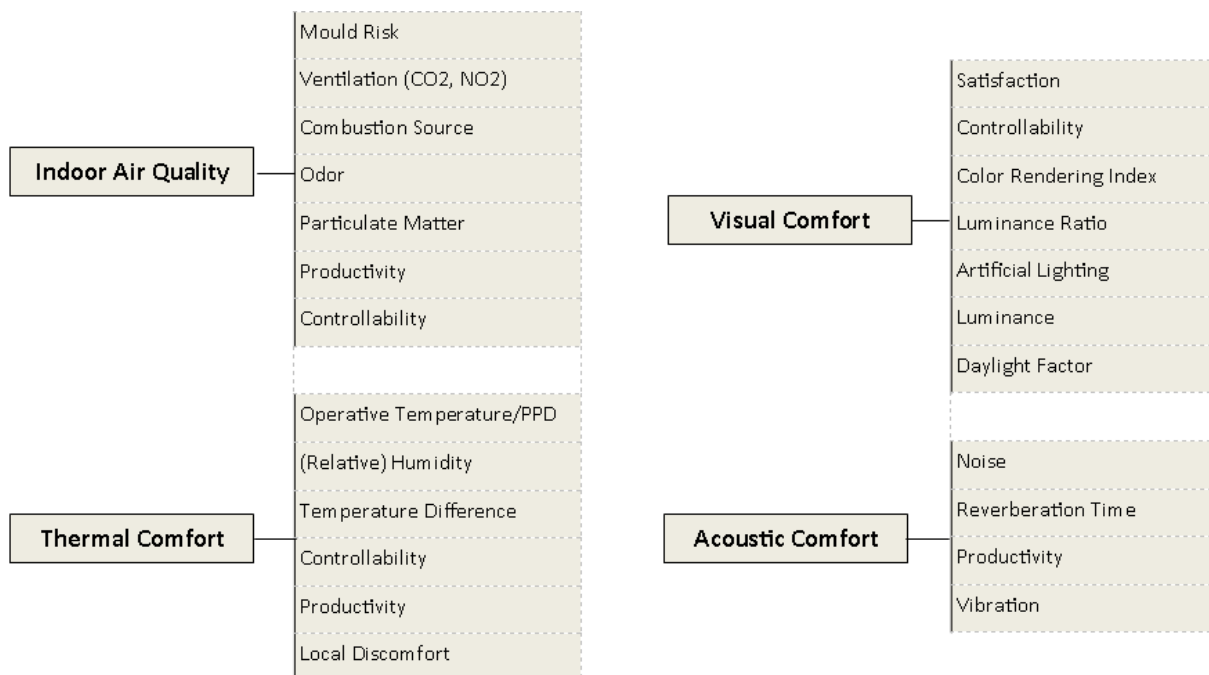 Indoor Air Quality
Mould Risk
Ventilation (CO2, NO2)
Combustion Source
Odor
Particulate Matter
Productivity
Controllability
Thermal Comfort
Operative Temperature/PPD
(Relative) Humidity
Temperature Difference
Controllability
Productivity
Local Discomfort
Visual Comfort
Satisfaction
Controllability
Color Rendering Index
Luminance Ratio
Artificial Lighting
Luminance
Daylight Factor
Acoustic Comfort
Noise
Reverberation Time
Productivity
Vibration